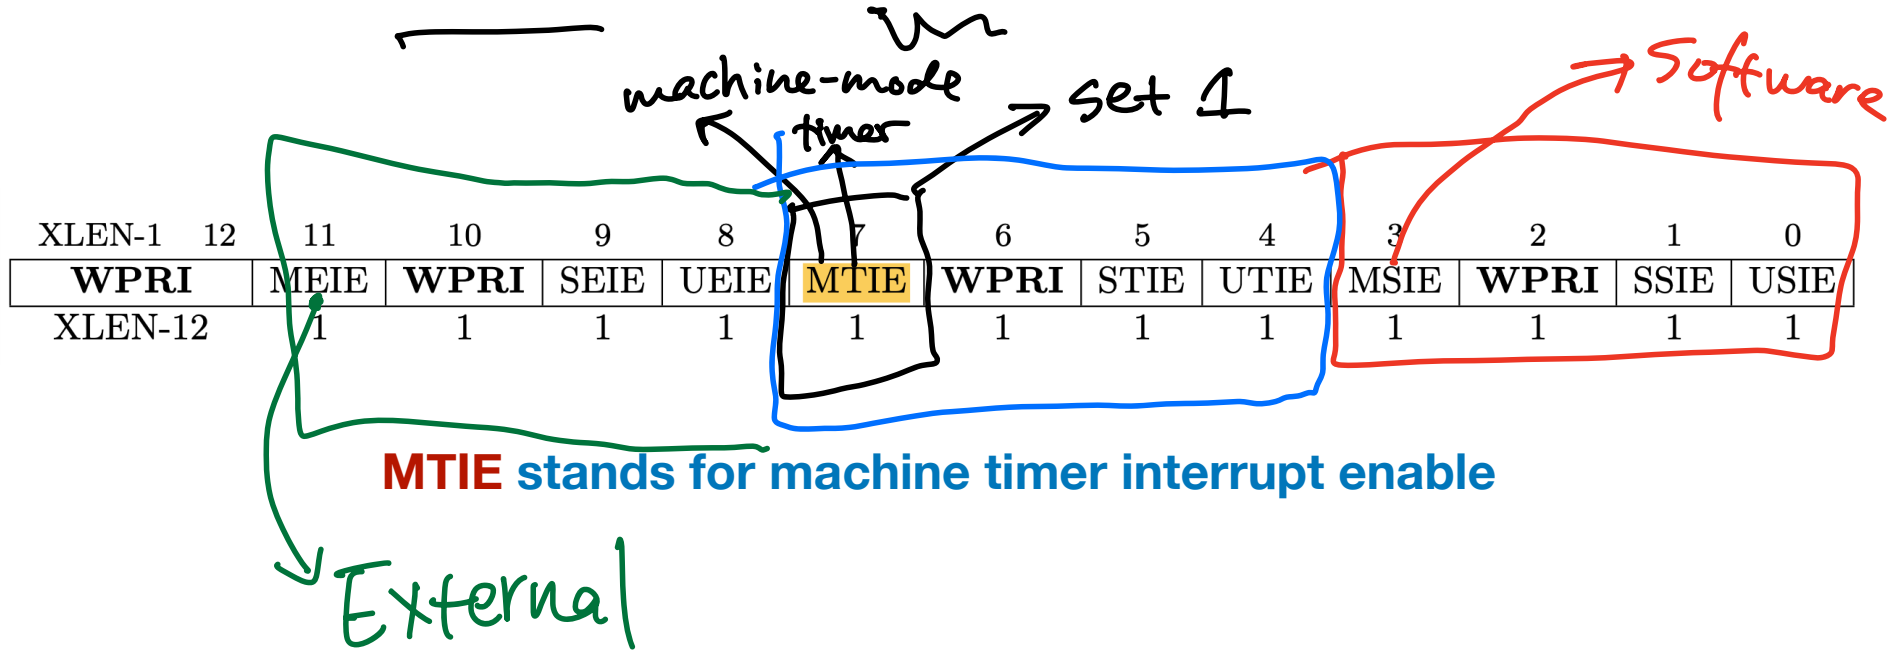 machine-mode
timer
set 1
Software
XLEN-1 12 11 10 9 8 7 6 5 4 3 2 1 0
WPRI MEIE WPRI SEIE UEIE MTIE WPRI STIE UTIE MSIE WPRI SSIE USIE
XLEN-12 1 1 1 1 1 1 1 1 1 1 1 1
MTIE stands for machine timer interrupt enable
External